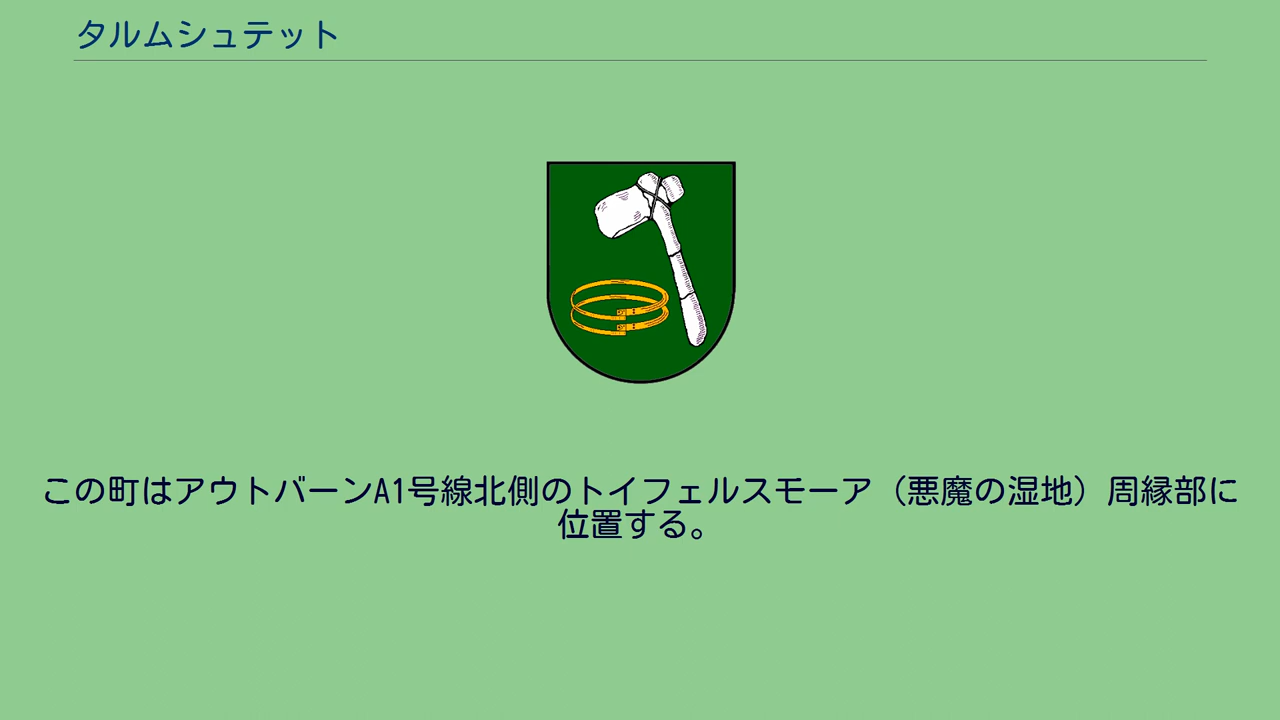 タルムシュテット
この町はアウトバーンA1号線北側のトイフェルスモーア（悪魔の湿地）周縁部に
位置する。